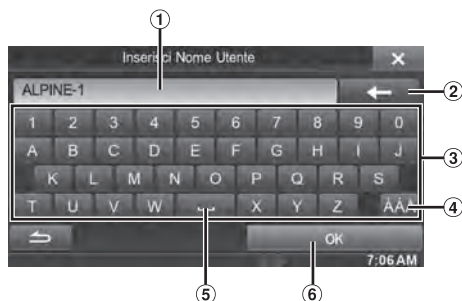 ①
Inserisci Nome Utente
ALPINE-1
②
1 2 3 4 5 6 7 8 9 0
A B C D E F G H I J
③
K L M N O P Q R S
T U V W X Y Z ÀÁÂ
④
OK
7:06 AM
⑤ ⑥